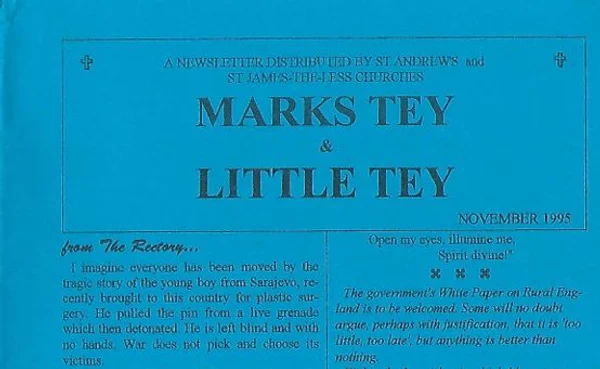 A NEWSLETTER DISTRIBUTED BY ST ANDREW'S and
ST JAMES-THE-LESS CHURCHES
MARKS TEY
&
LITTLE TEY
NOVEMBER 1995
from The Rectory...
I imagine everyone has been moved by the
tragic story of the young boy from Sarajevo, re-
cently brought to this country for plastic sur-
gery. He pulled the pin from a live grenade
which then detonated. He is left blind and with
no hands. War does not pick and choose its
victims.
Open my eyes, illumine me,
Spirit divine!"
The government's White Paper on Rural Eng-
land is to be welcomed. Some will no doubt
argue, perhaps with justification, that it is 'too
little, too late', but anything is better than
nothing.